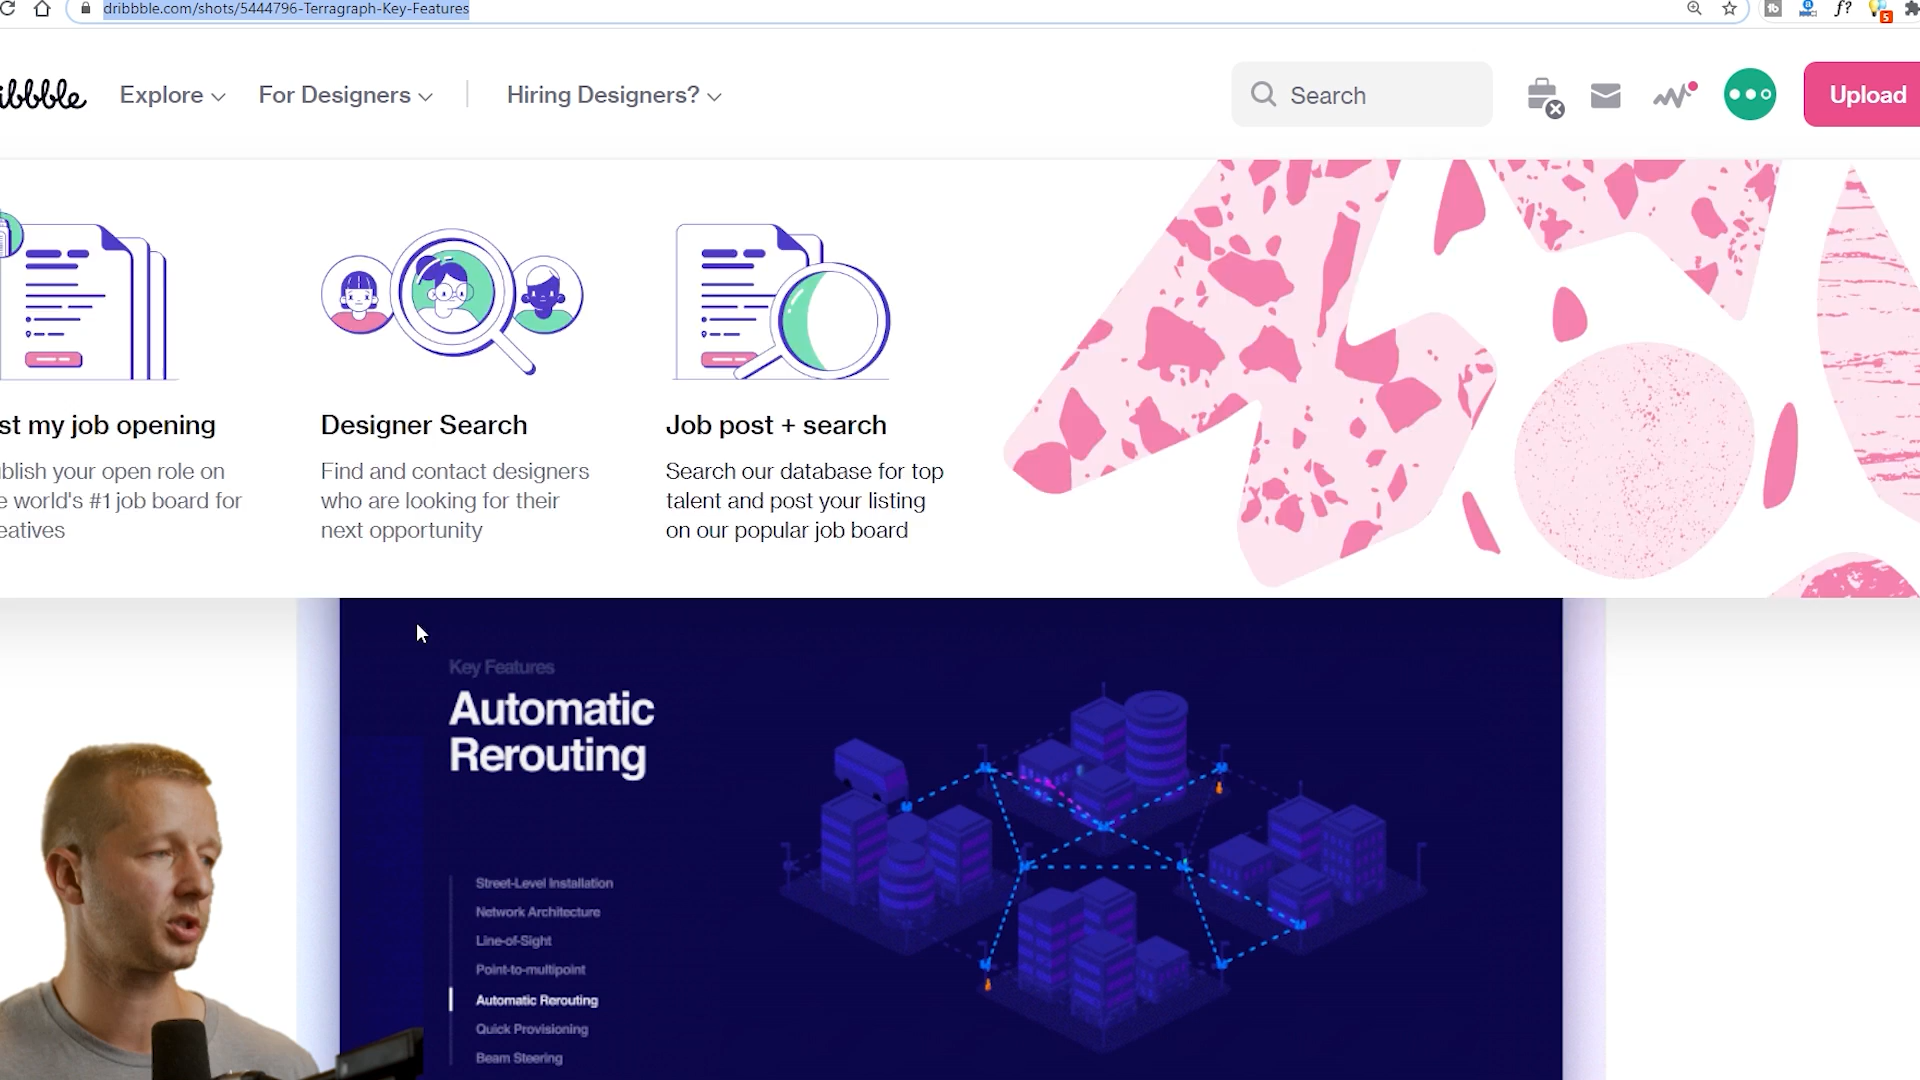 dribbble.com/shots/5444796-Terragraph-Key-Features
ibbble
Explore
For Designers
Hiring Designers?
Search
Upload
st my job opening
blish your open role on
e world's #1 job board for
eatives
Designer Search
Find and contact designers
who are looking for their
next opportunity
Job post + search
Search our database for top
talent and post your listing
on our popular job board
Key Features
Automatic
Rerouting
Street-Level Installation
Network Architecture
Line-of-Sight
Point-to-multipoint
Automatic Rerouting
Quick Provisioning
Beam Steering
f?
5